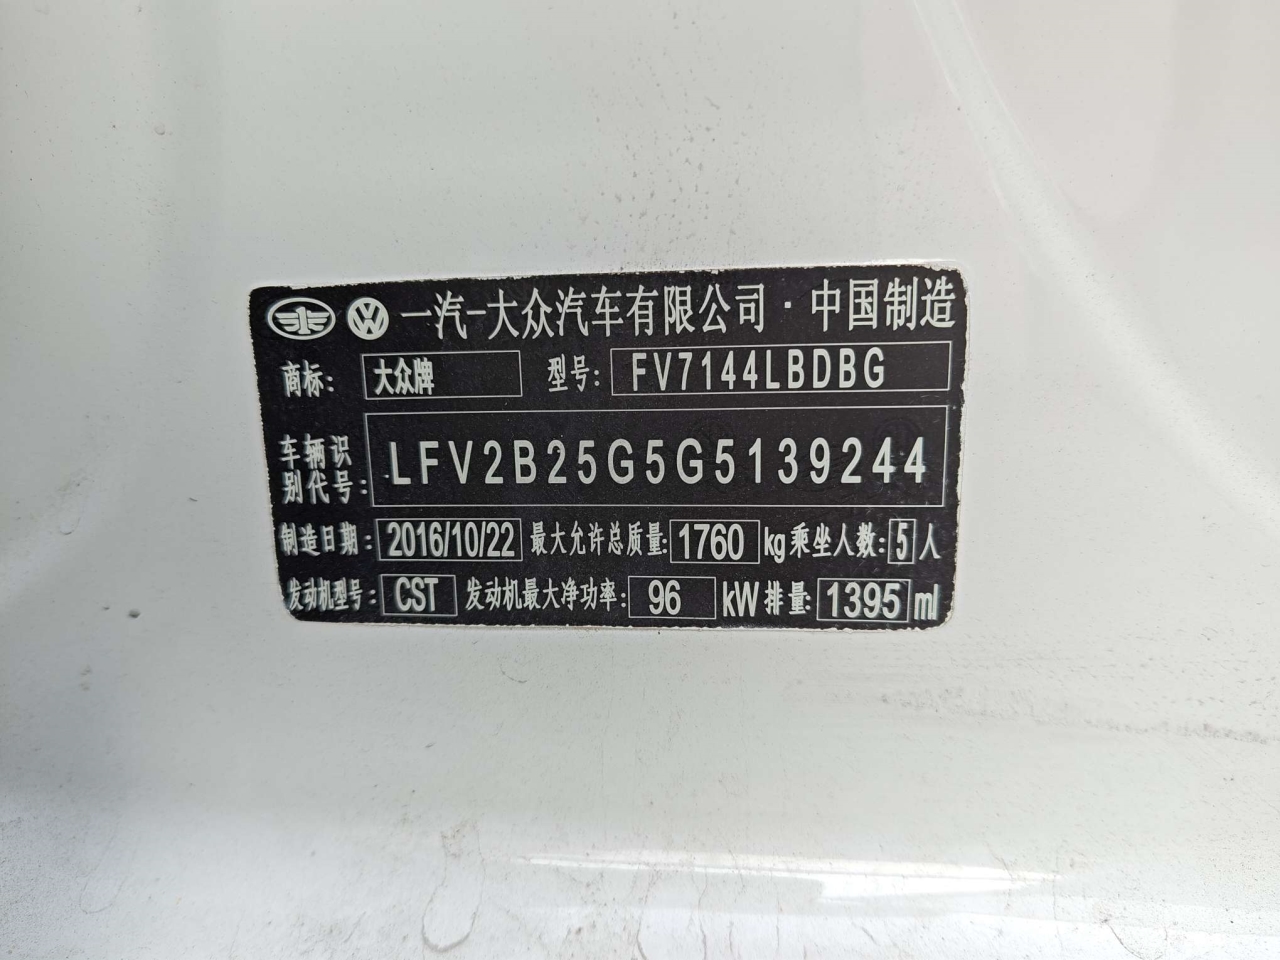 一汽-大众汽车有限公司·中国制造
商标: 大众牌 型号: FV7144LBDBG
车辆识别代号: LFV2B25G5G5139244
制造日期: 2016/10/22 最大允许总质量: 1760 kg 乘坐人数: 5 人
发动机型号: CST 发动机最大净功率: 96 kW 排量: 1395 ml